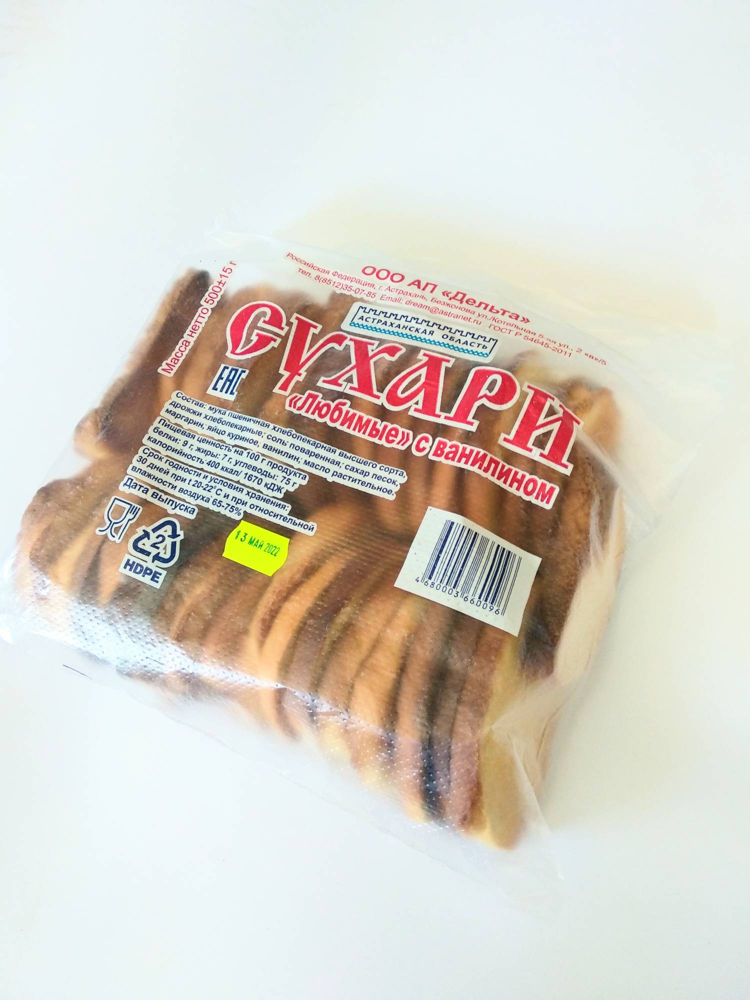 ООО АП «Дельта»
Российская Федерация, г. Астрахань, Безжонова ул./Котельная 5-ая ул., 2 «в»/5
тел. 8(8512)35-07-85 Email: dream@astranet.ru ГОСТ Р 54645-2011
АСТРАХАНСКАЯ ОБЛАСТЬ
Масса нетто 500±15 г
СУХАРИ
«Любимые» с ванилином
ЕАС
Состав: мука пшеничная хлебопекарная высшего сорта,
дрожжи хлебопекарные, соль поваренная, сахар песок,
маргарин, яйцо куриное, ванилин, масло растительное.
Пищевая ценность на 100 г продукта
белки: 9 г, жиры: 7 г, углеводы: 75 г
калорийность 400 ккал/ 1670 кДЖ
Срок годности и условия хранения:
30 дней при t 20-22° С и при относительной
влажности воздуха 65-75%
Дата выпуска
13 МАЙ 2022
2
HDPE
4 680003 660096